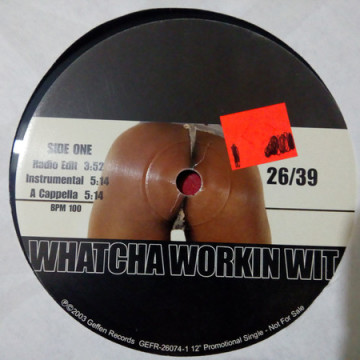 SIDE ONE
Radio Edit 3:52
Instrumental 5:14
A Cappella 5:14
BPM 100
26/39
WHATCHA WORKIN WIT
℗©2003 Geffen Records GEFR-26074-1 12" Promotional Single - Not For Sale